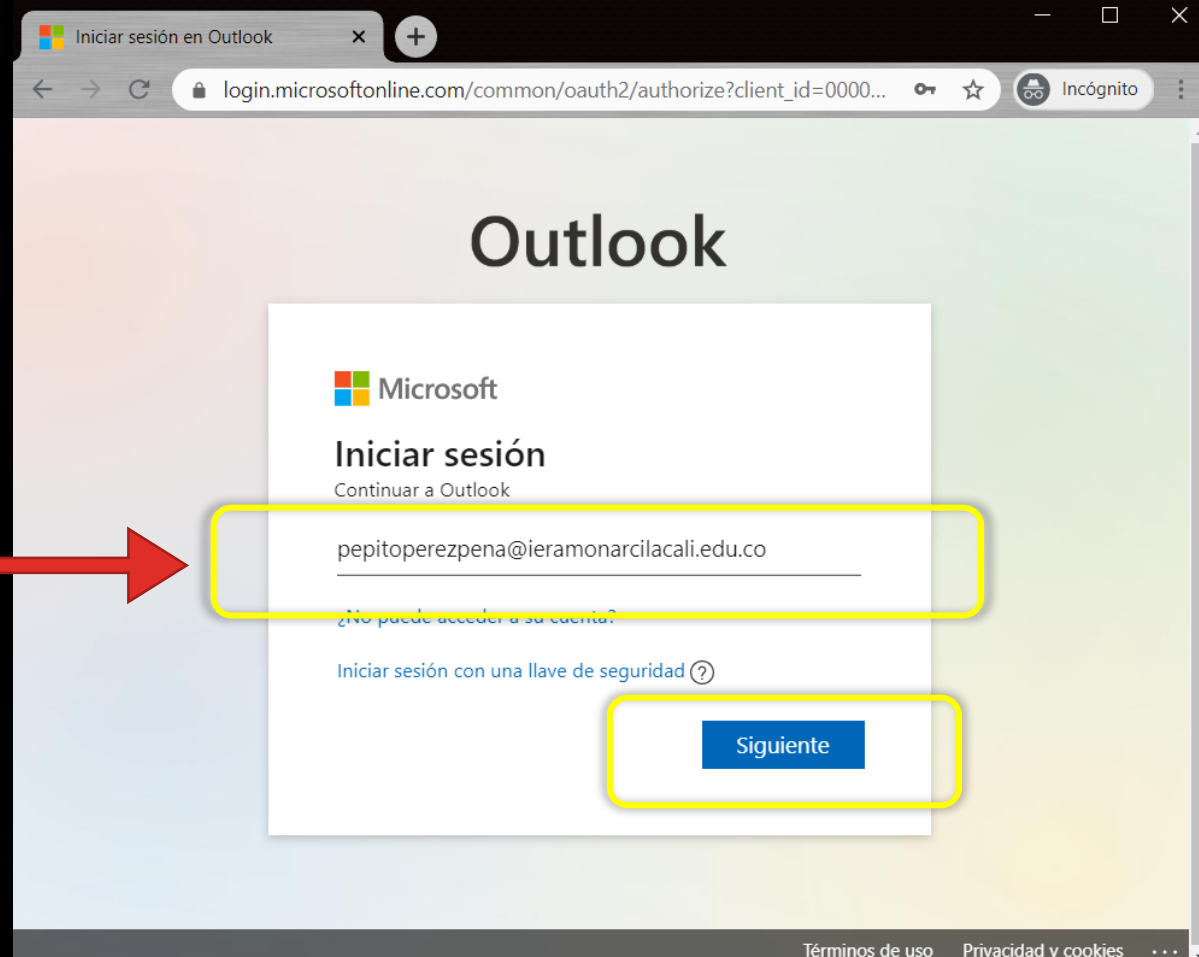 Iniciar sesión en Outlook
login.microsoftonline.com/common/oauth2/authorize?client_id=0000...
Incógnito
Outlook
Microsoft
Iniciar sesión
Continuar a Outlook
pepitoperezpena@ieramonarcilacali.edu.co
¿No puede acceder a su cuenta?
Iniciar sesión con una llave de seguridad
Siguiente
Términos de uso Privacidad y cookies ...